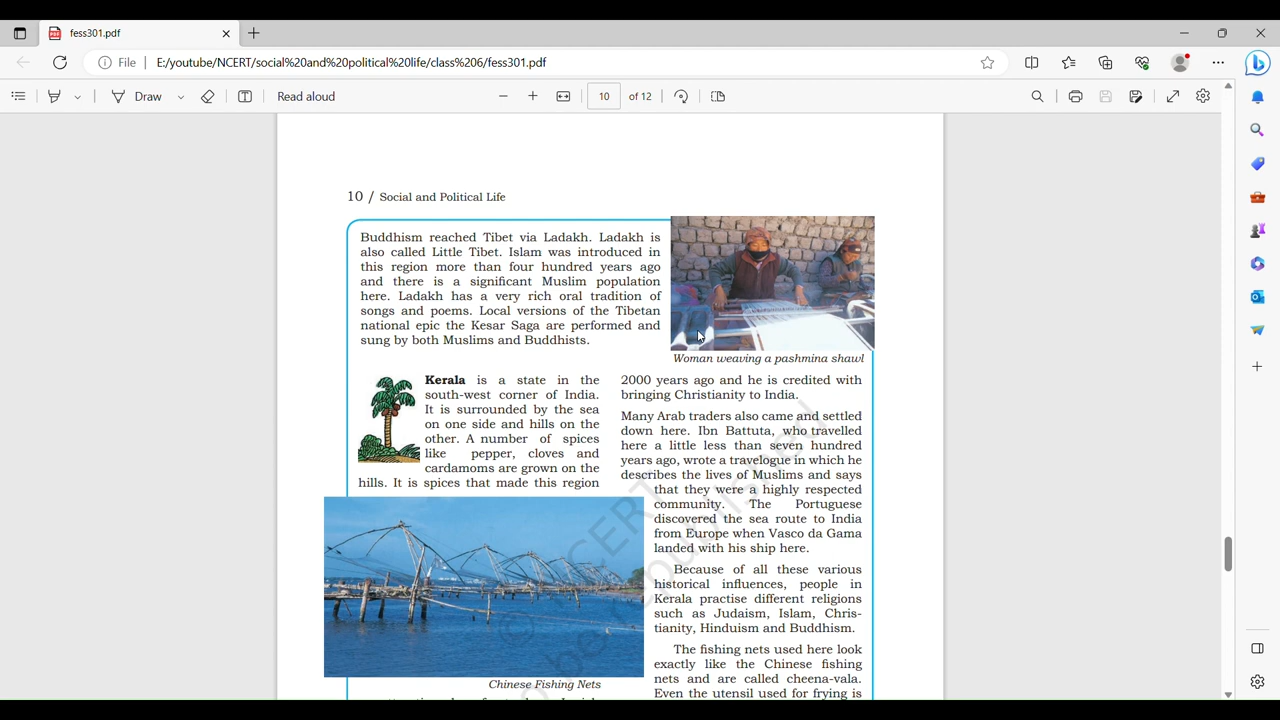 fess301.pdf
File
E:/youtube/NCERT/social%20and%20political%20life/class%206/fess301.pdf
Draw
Read aloud
10 of 12
10 / Social and Political Life
Buddhism reached Tibet via Ladakh. Ladakh is
also called Little Tibet. Islam was introduced in
this region more than four hundred years ago
and there is a significant Muslim population
here. Ladakh has a very rich oral tradition of
songs and poems. Local versions of the Tibetan
national epic the Kesar Saga are performed and
sung by both Muslims and Buddhists.
Woman weaving a pashmina shawl
Kerala is a state in the
south-west corner of India.
It is surrounded by the sea
on one side and hills on the
other. A number of spices
like pepper, cloves and
cardamoms are grown on the
hills. It is spices that made this region
Chinese Fishing Nets
2000 years ago and he is credited with
bringing Christianity to India.
Many Arab traders also came and settled
down here. Ibn Battuta, who travelled
here a little less than seven hundred
years ago, wrote a travelogue in which he
describes the lives of Muslims and says
that they were a highly respected
community. The Portuguese
discovered the sea route to India
from Europe when Vasco da Gama
landed with his ship here.
Because of all these various
historical influences, people in
Kerala practise different religions
such as Judaism, Islam, Chris-
tianity, Hinduism and Buddhism.
The fishing nets used here look
exactly like the Chinese fishing
nets and are called cheena-vala.
Even the utensil used for frying is
© NCERT